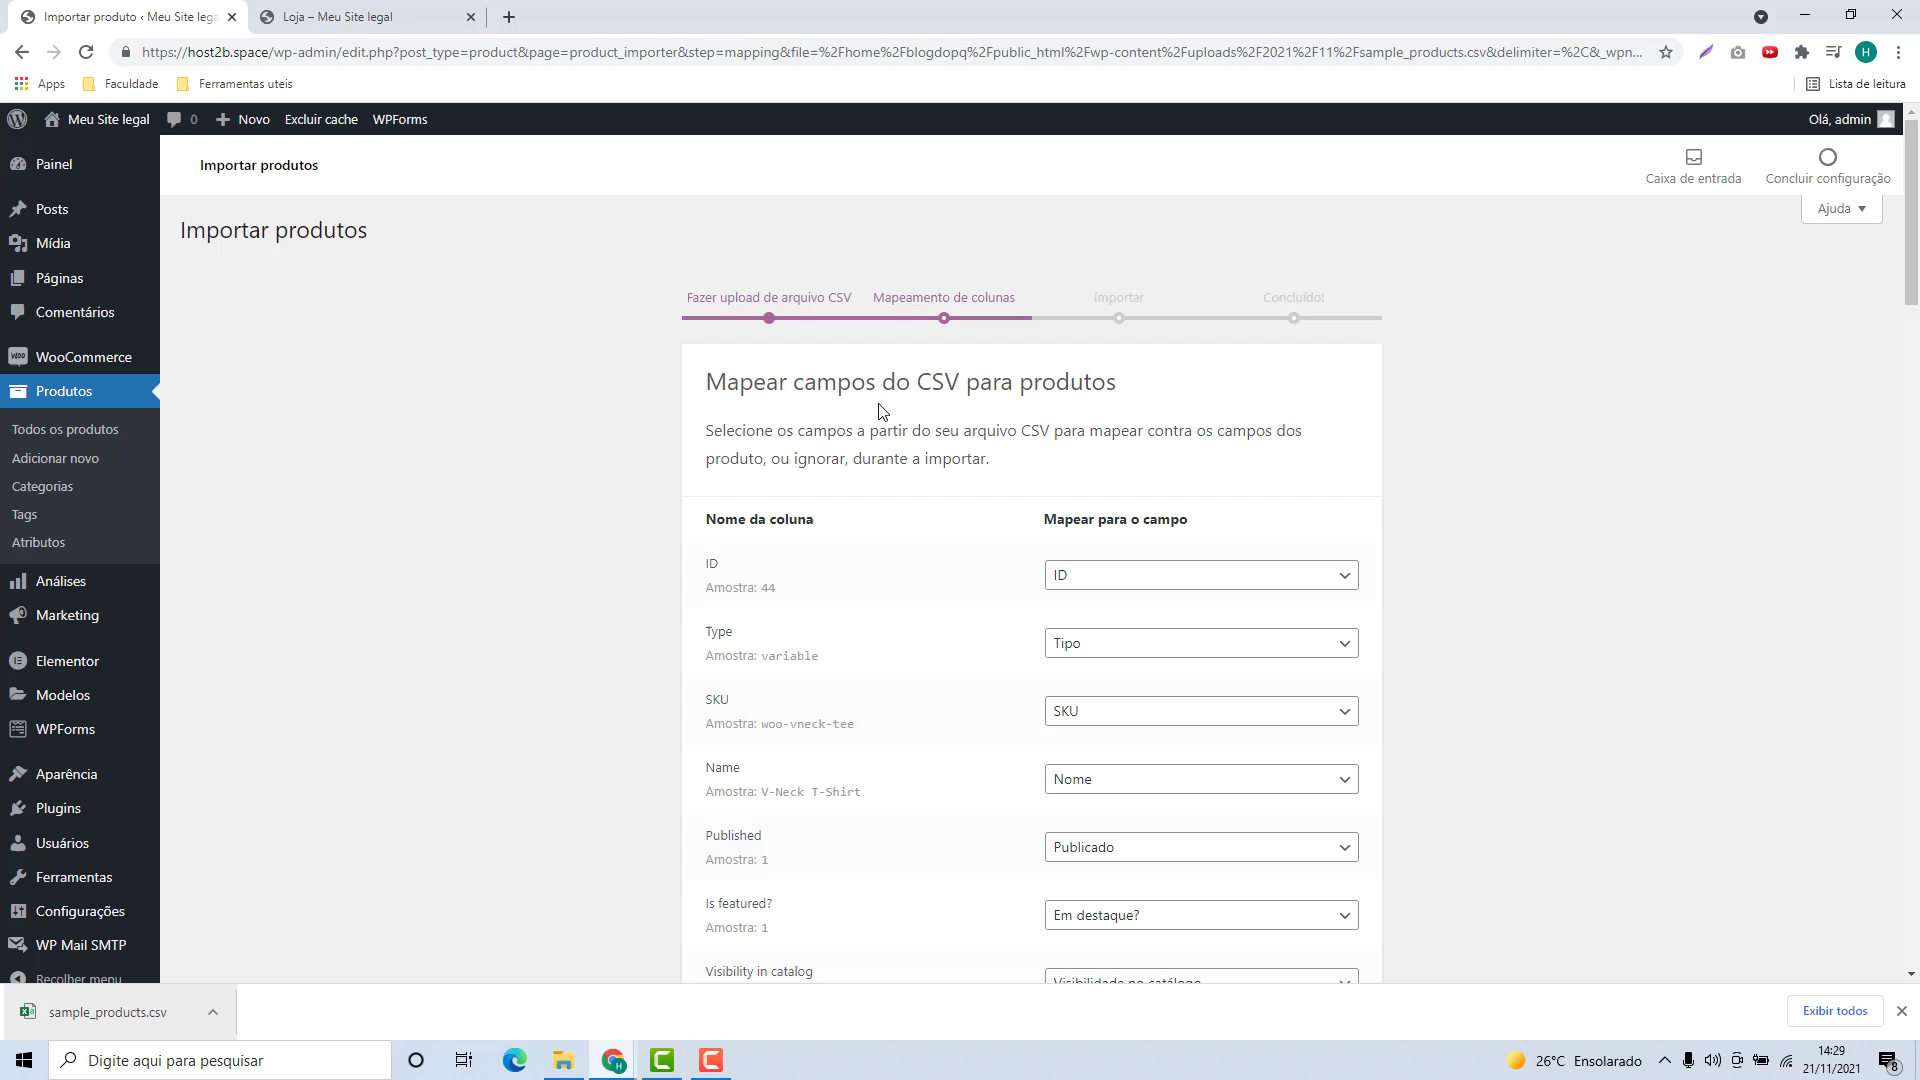 Importar produto ‹ Meu Site lega
Loja – Meu Site legal
https://host2b.space/wp-admin/edit.php?post_type=product&page=product_importer&step=mapping&file=%2Fhome%2Fblogdopq%2Fpublic_html%2Fwp-content%2Fuploads%2F2021%2F11%2Fsample_products.csv&delimiter=%2C&_wpn...
H
Apps
Faculdade
Ferramentas uteis
Lista de leitura
Meu Site legal
0
Novo
Excluir cache
WPForms
Olá, admin
Painel
Posts
Mídia
Páginas
Comentários
WooCommerce
Produtos
Todos os produtos
Adicionar novo
Categorias
Tags
Atributos
Análises
Marketing
Elementor
Modelos
WPForms
Aparência
Plugins
Usuários
Ferramentas
Configurações
WP Mail SMTP
Recolher menu
Importar produtos
Caixa de entrada
Concluir configuração
Ajuda
Importar produtos
Fazer upload de arquivo CSV
Mapeamento de colunas
Importar
Concluído!
Mapear campos do CSV para produtos
Selecione os campos a partir do seu arquivo CSV para mapear contra os campos dos
produto, ou ignorar, durante a importar.
Nome da coluna
Mapear para o campo
ID
Amostra: 44
ID
Type
Amostra: variable
Tipo
SKU
Amostra: woo-vneck-tee
SKU
Name
Amostra: V-Neck T-Shirt
Nome
Published
Amostra: 1
Publicado
Is featured?
Amostra: 1
Em destaque?
Visibility in catalog
Visibilidade no catálogo
sample_products.csv
Exibir todos
Digite aqui para pesquisar
26°C Ensolarado
14:29
21/11/2021
8